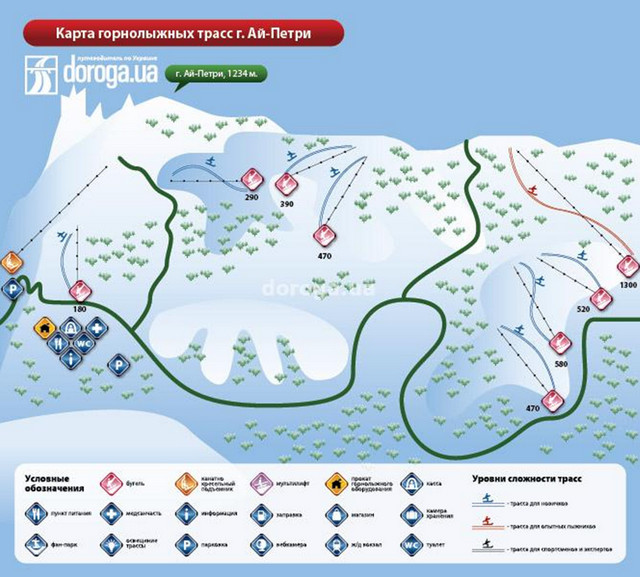 Карта горнолыжных трасс г. Ай-Петри
путеводитель по Украине
doroga.ua
г. Ай-Петри, 1234 м.
290
390
470
180
1300
520
580
470
WC
doroga.ua
Условные обозначения
бугель
канатно кресельный подъемник
мультилифт
прокат горнолыжного оборудования
касса
пункт питания
медчасть
информация
заправка
магазин
камера хранения
фан-парк
освещение трассы
парковка
вебкамера
ж/д вокзал
WC
туалет
Уровни сложности трасс
- трасса для новичков
- трасса для опытных лыжников
- трасса для спортсменов и экспертов